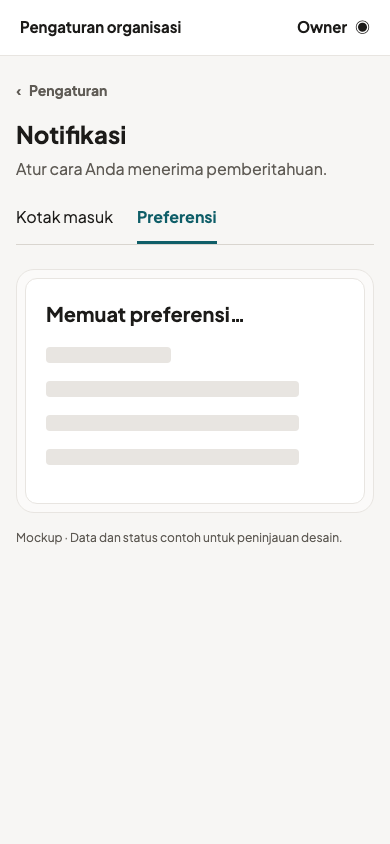 Pengaturan organisasi
Owner
‹ Pengaturan
Notifikasi
Atur cara Anda menerima pemberitahuan.
Kotak masuk
Preferensi
Memuat preferensi…
Mockup · Data dan status contoh untuk peninjauan desain.